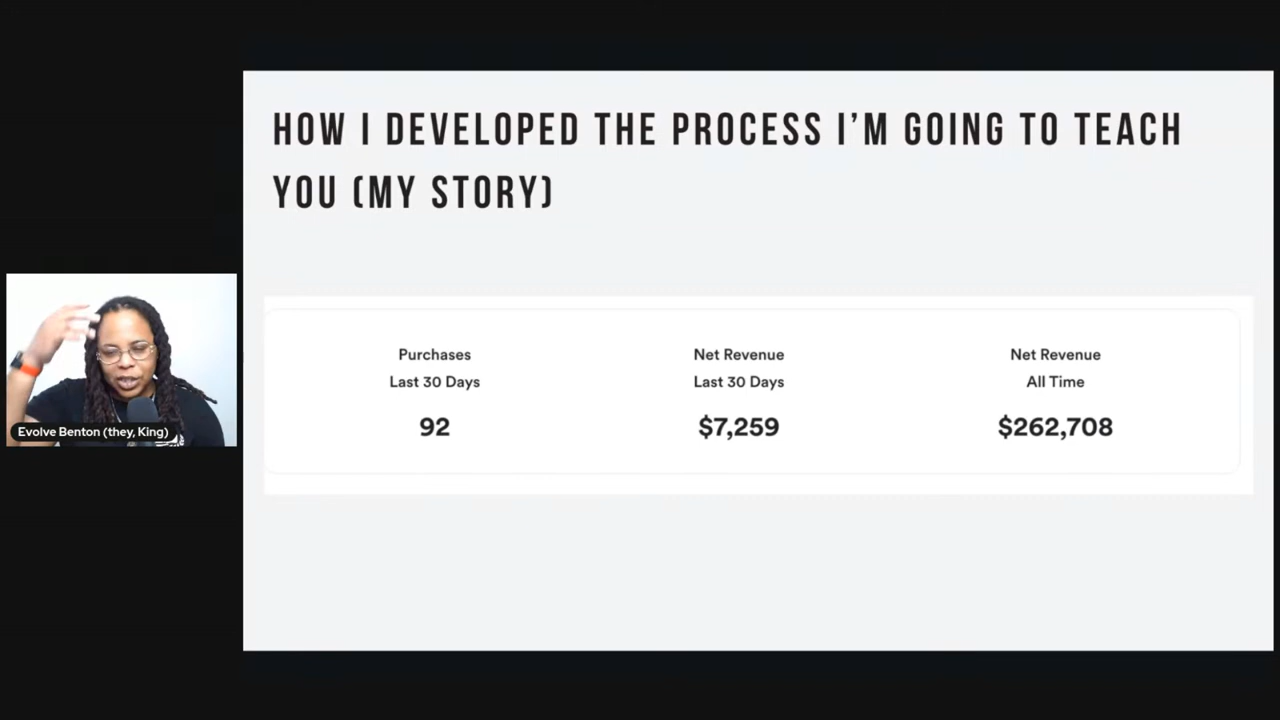 HOW I DEVELOPED THE PROCESS I'M GOING TO TEACH
YOU (MY STORY)
Purchases
Last 30 Days
92
Net Revenue
Last 30 Days
$7,259
Net Revenue
All Time
$262,708
Evolve Benton (they, King)